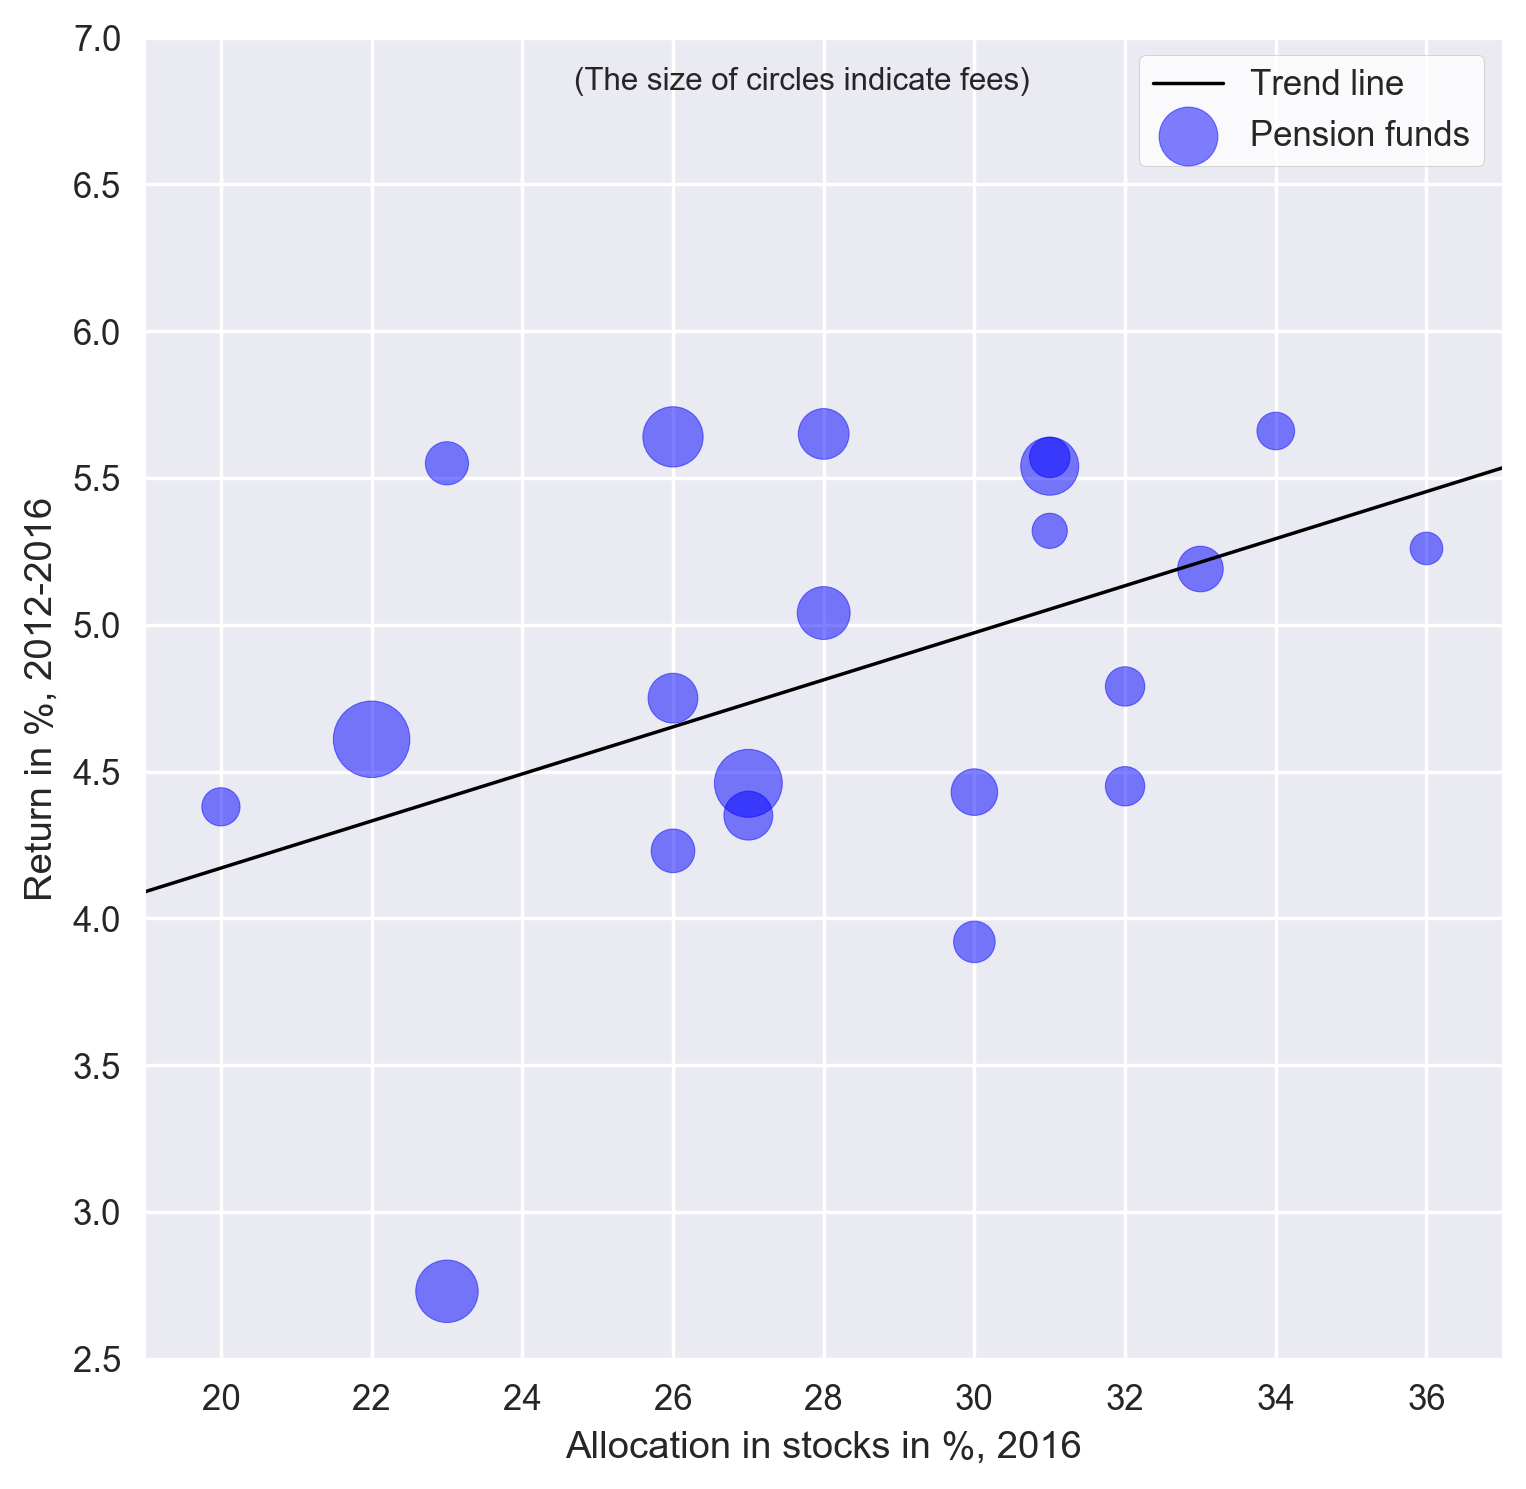 (The size of circles indicate fees)
Trend line
Pension funds
7.0
6.5
6.0
5.5
5.0
4.5
4.0
3.5
3.0
2.5
Return in %, 2012-2016
20 22 24 26 28 30 32 34 36
Allocation in stocks in %, 2016